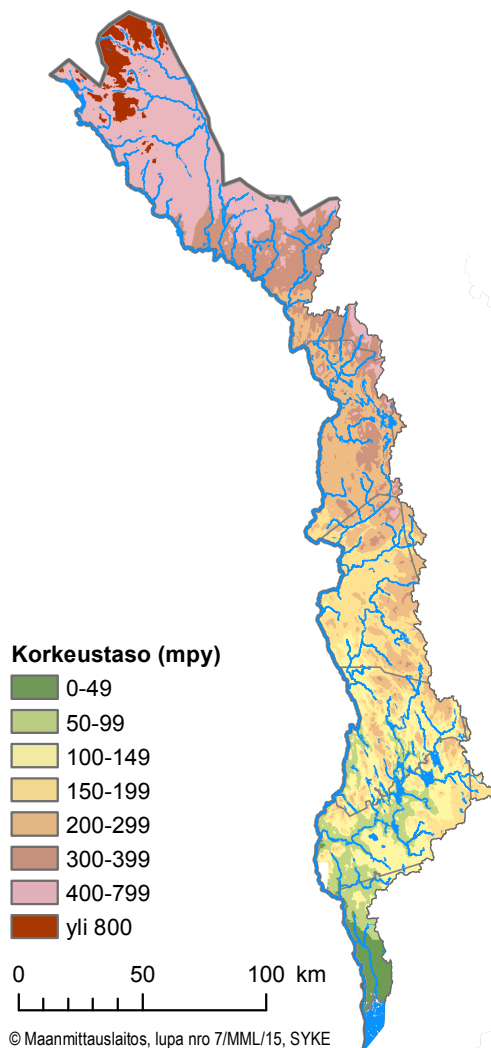 Korkeustaso (mpy)
0-49
50-99
100-149
150-199
200-299
300-399
400-799
yli 800
0 50 100 km
© Maanmittauslaitos, lupa nro 7/MML/15, SYKE